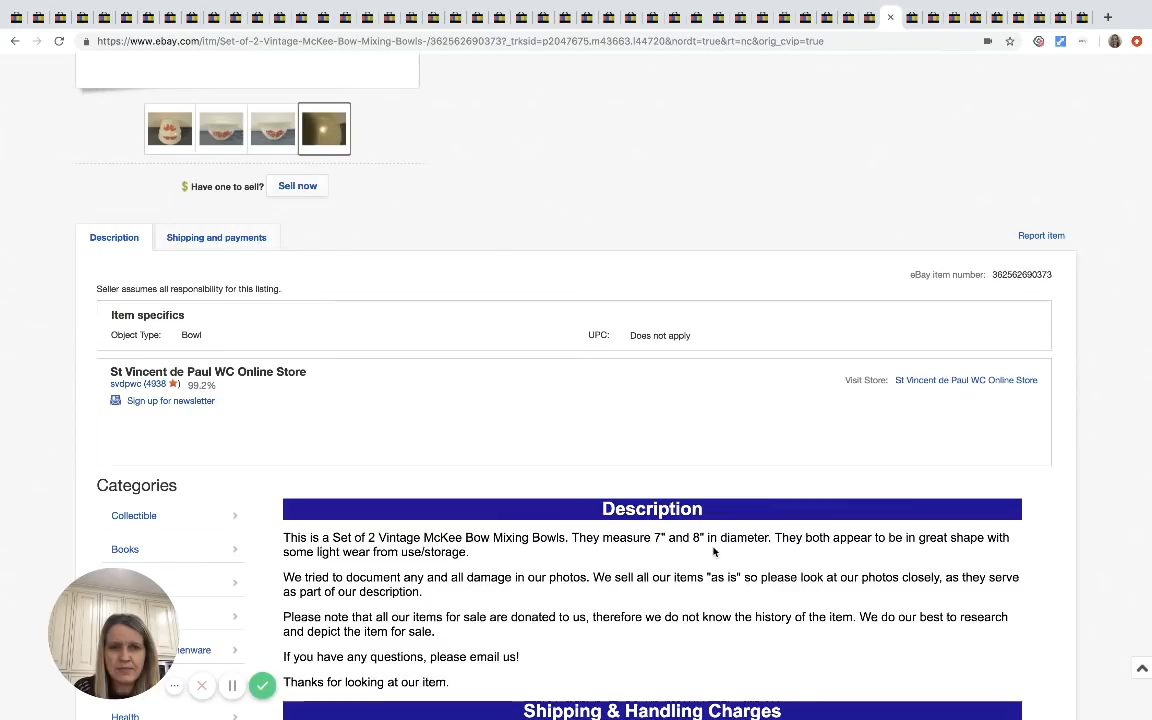 https://www.ebay.com/itm/Set-of-2-Vintage-McKee-Bow-Mixing-Bowls-/362562690373?_trksid=p2047675.m43663.l44720&nordt=true&rt=nc&orig_cvip=true
$ Have one to sell? Sell now
Description Shipping and payments Report item
eBay item number: 362562690373
Seller assumes all responsibility for this listing.
Item specifics
Object Type: Bowl UPC: Does not apply
St Vincent de Paul WC Online Store
svdpwc (4938 ) 99.2%
Visit Store: St Vincent de Paul WC Online Store
Sign up for newsletter
Categories
Collectible
Books
enware
Health
Description
This is a Set of 2 Vintage McKee Bow Mixing Bowls. They measure 7" and 8" in diameter. They both appear to be in great shape with
some light wear from use/storage.
We tried to document any and all damage in our photos. We sell all our items "as is" so please look at our photos closely, as they serve
as part of our description.
Please note that all our items for sale are donated to us, therefore we do not know the history of the item. We do our best to research
and depict the item for sale.
If you have any questions, please email us!
Thanks for looking at our item.
Shipping & Handling Charges